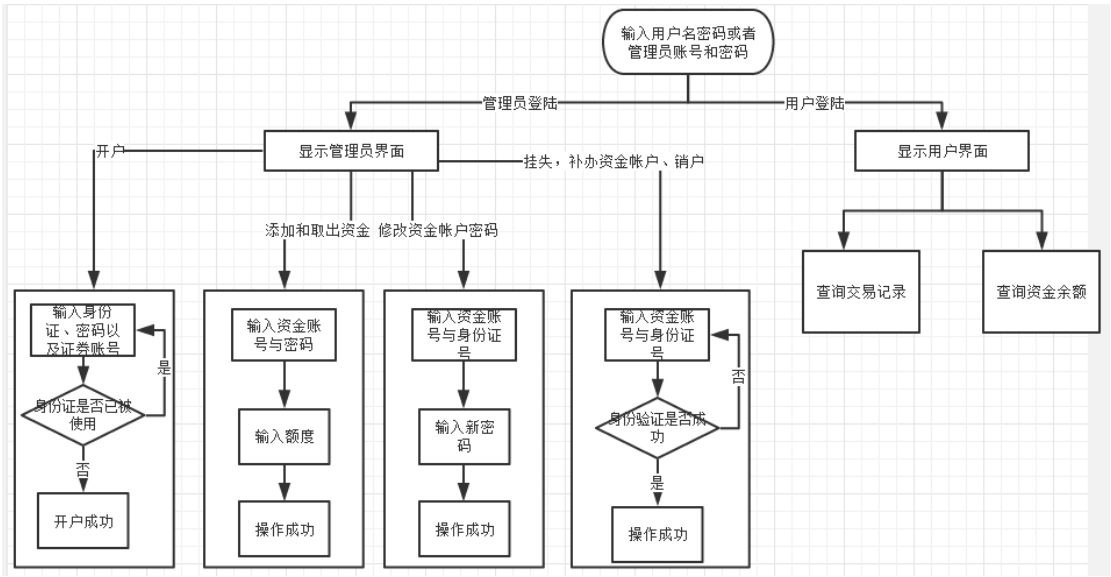 输入用户名密码或者
管理员账号和密码
管理员登陆
用户登陆
显示管理员界面
显示用户界面
开户
挂失，补办资金帐户、销户
添加和取出资金
修改资金帐户密码
查询交易记录
查询资金余额
输入身份
证、密码以
及证券账号
是
身份证是否已被
使用
否
开户成功
输入资金账
号与密码
输入额度
操作成功
输入资金账
号与身份证
号
输入新密
码
操作成功
输入资金账
号与身份证
号
否
身份验证是否成
功
是
操作成功